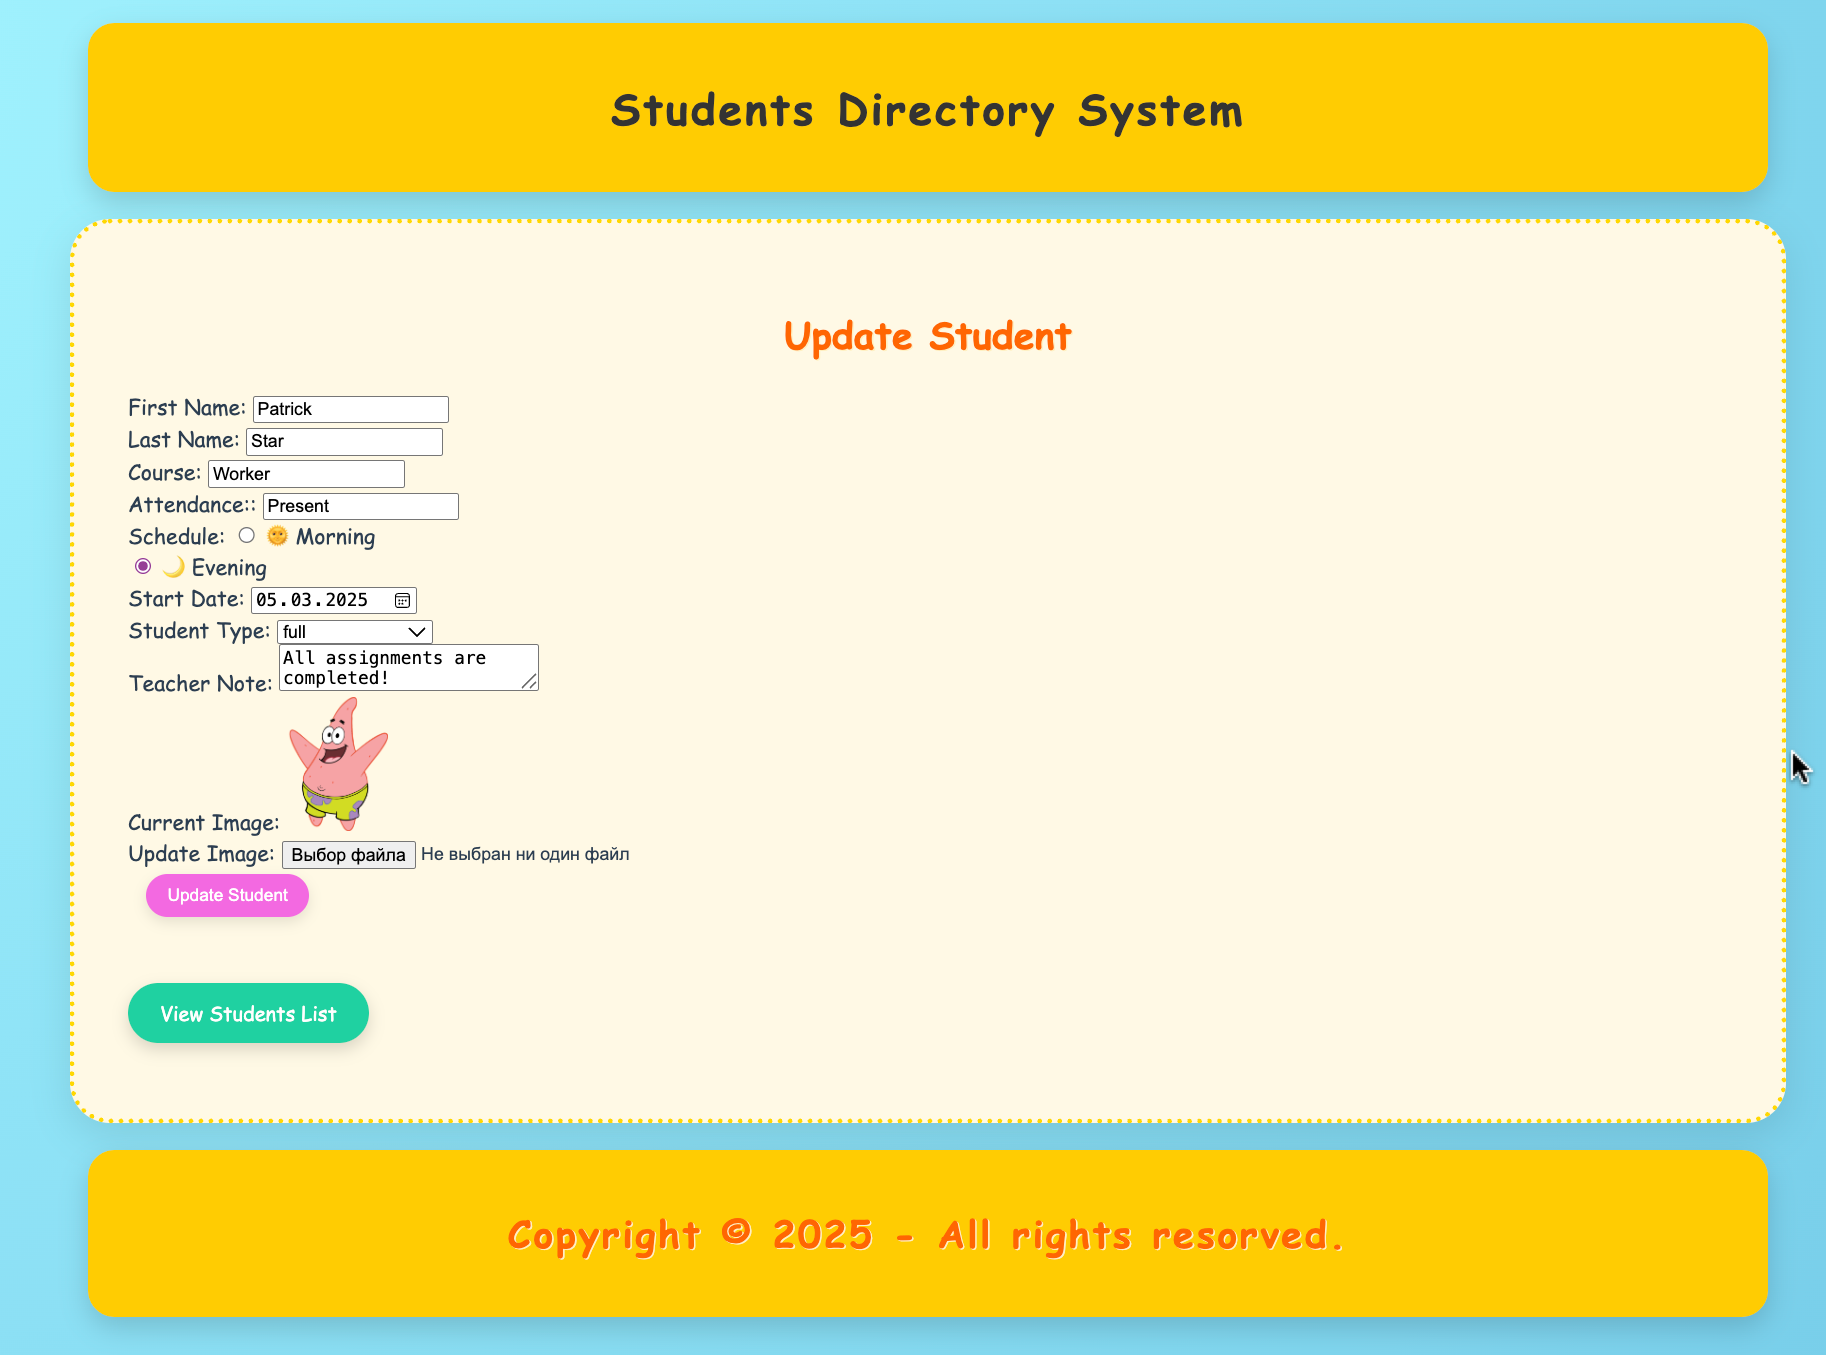 Students Directory System
Update Student
First Name: Patrick
Last Name: Star
Course: Worker
Attendance:: Present
Schedule: 🌞 Morning
🌙 Evening
Start Date: 05.03.2025
Student Type: full
All assignments are
Teacher Note: completed!
Current Image:
Update Image: Выбор файла Не выбран ни один файл
Update Student
View Students List
Copyright © 2025 - All rights resorved.